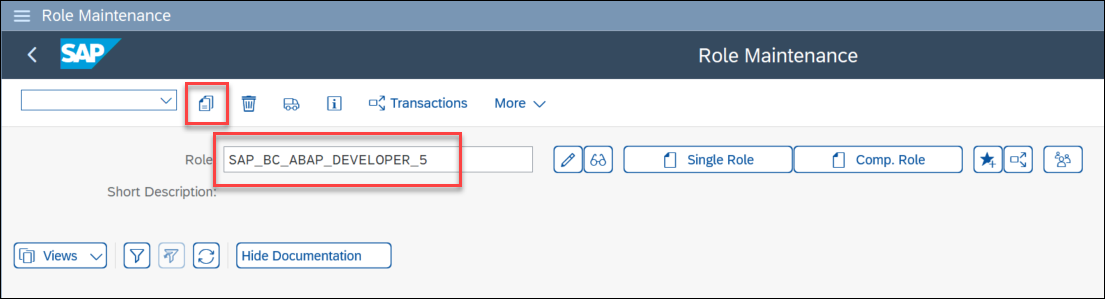 Role Maintenance
SAP Role Maintenance
Transactions More
Role SAP_BC_ABAP_DEVELOPER_5 Single Role Comp. Role
Short Description:
Views Hide Documentation